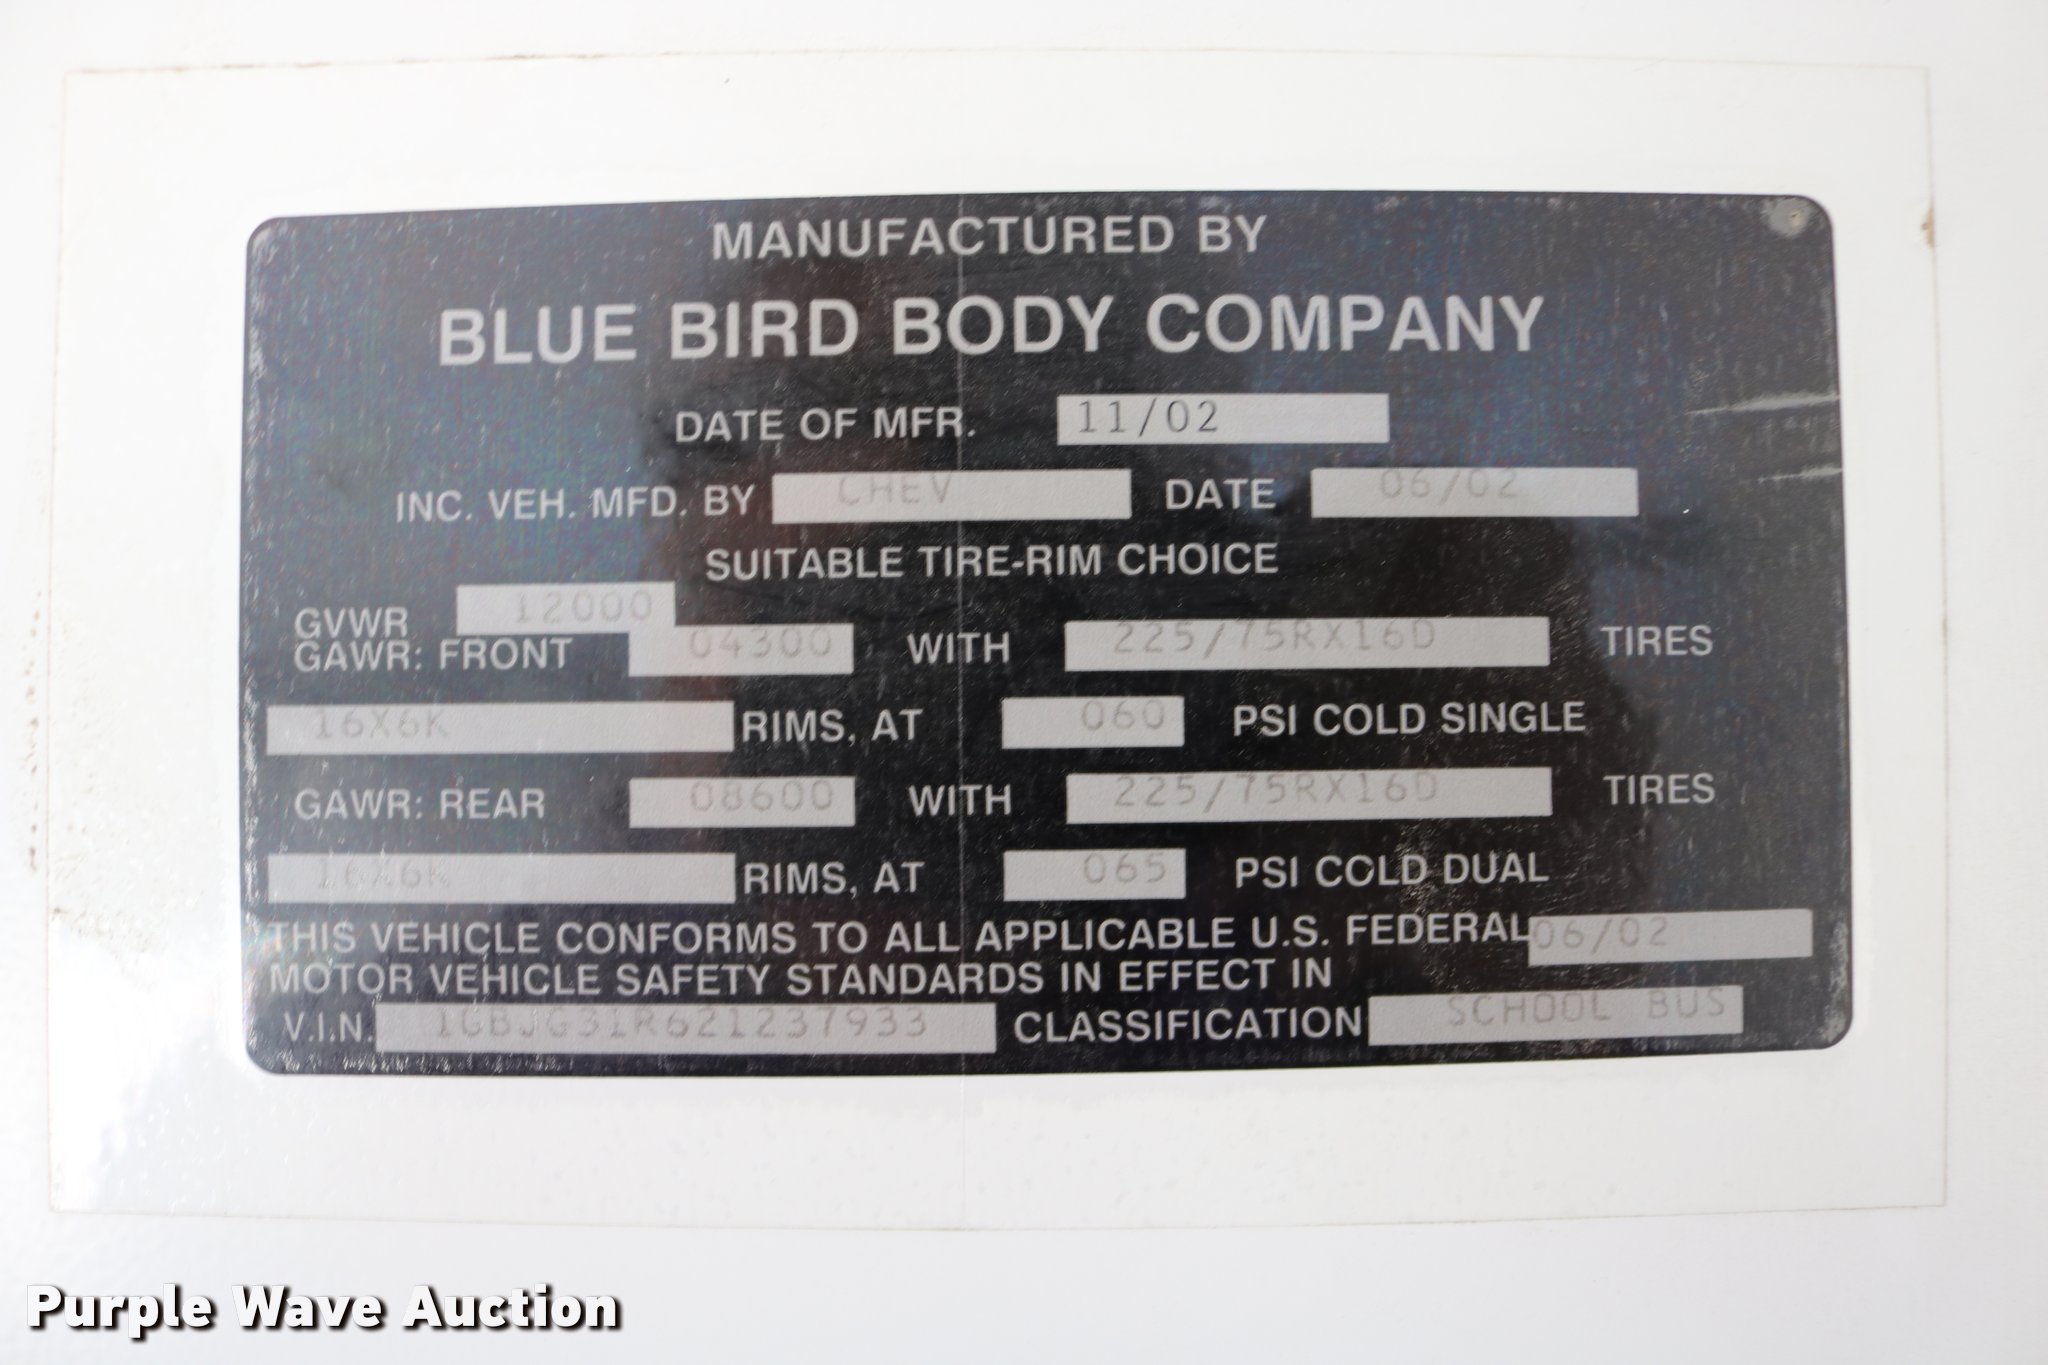 MANUFACTURED BY
BLUE BIRD BODY COMPANY
DATE OF MFR. 11/02
INC. VEH. MFD. BY CHEV DATE 06/02
SUITABLE TIRE-RIM CHOICE
GVWR 12000
GAWR: FRONT 04300 WITH 225/75RX16D TIRES
16X6K RIMS, AT 060 PSI COLD SINGLE
GAWR: REAR 08600 WITH 225/75RX16D TIRES
16X6K RIMS, AT 065 PSI COLD DUAL
THIS VEHICLE CONFORMS TO ALL APPLICABLE U.S. FEDERAL 06/02
MOTOR VEHICLE SAFETY STANDARDS IN EFFECT IN
V.I.N. 1GBJG31R621237933 CLASSIFICATION SCHOOL BUS
Purple Wave Auction